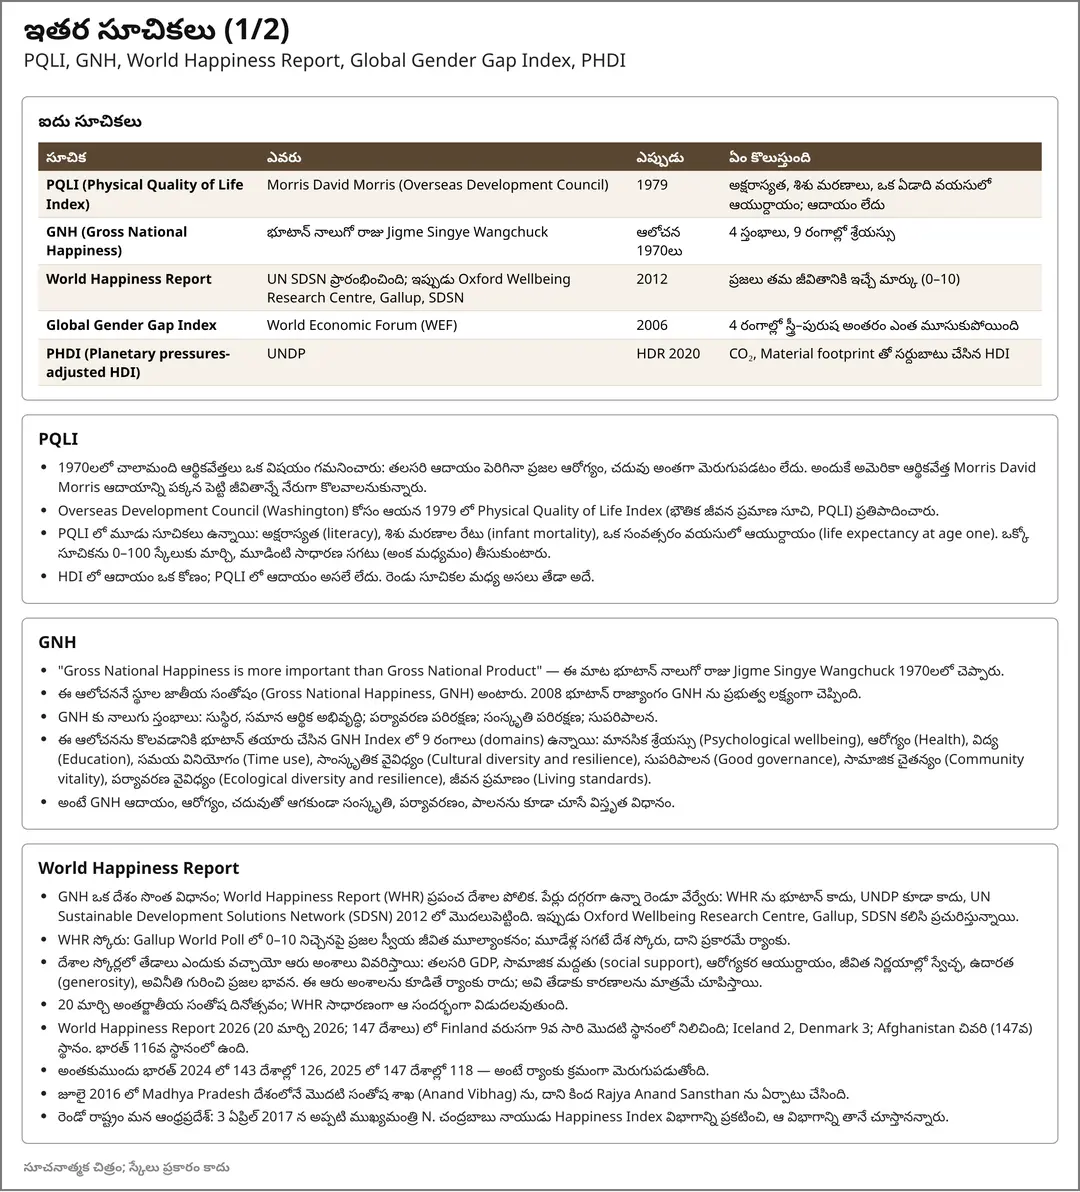 ఇతర సూచికలు (1/2)
PQLI, GNH, World Happiness Report, Global Gender Gap Index, PHDI
ఐదు సూచికలు
సూచిక ఎవరు ఎప్పుడు ఏం కొలుస్తుంది
PQLI (Physical Quality of Life Morris David Morris (Overseas Development Council) 1979 అక్షరాస్యత, శిశు మరణాలు, ఒక ఏడాది వయసులో
Index) ఆయుర్దాయం; ఆదాయం లేదు
GNH (Gross National భూటాన్ నాలుగో రాజు Jigme Singye Wangchuck ఆలోచన 4 స్తంభాలు, 9 రంగాల్లో శ్రేయస్సు
Happiness) 1970లు
World Happiness Report UN SDSN ప్రారంభించింది; ఇప్పుడు Oxford Wellbeing 2012 ప్రజలు తమ జీవితానికి ఇచ్చే మార్కు (0–10)
Research Centre, Gallup, SDSN
Global Gender Gap Index World Economic Forum (WEF) 2006 4 రంగాల్లో స్త్రీ–పురుష అంతరం ఎంత మూసుకుపోయింది
PHDI (Planetary pressures- UNDP HDR 2020 CO₂, Material footprint తో సర్దుబాటు చేసిన HDI
adjusted HDI)
PQLI
• 1970లలో చాలామంది ఆర్థికవేత్తలు ఒక విషయం గమనించారు: తలసరి ఆదాయం పెరిగినా ప్రజల ఆరోగ్యం, చదువు అంతగా మెరుగుపడటం లేదు. అందుకే అమెరికా ఆర్థికవేత్త Morris David
Morris ఆదాయాన్ని పక్కన పెట్టి జీవితాన్నే నేరుగా కొలవాలనుకున్నారు.
• Overseas Development Council (Washington) కోసం ఆయన 1979 లో Physical Quality of Life Index (భౌతిక జీవన ప్రమాణ సూచి, PQLI) ప్రతిపాదించారు.
• PQLI లో మూడు సూచికలు ఉన్నాయి: అక్షరాస్యత (literacy), శిశు మరణాల రేటు (infant mortality), ఒక సంవత్సరం వయసులో ఆయుర్దాయం (life expectancy at age one). ఒక్కో
సూచికను 0–100 స్కేలుకు మార్చి, మూడింటి సాధారణ సగటు (అంక మధ్యమం) తీసుకుంటారు.
• HDI లో ఆదాయం ఒక కోణం; PQLI లో ఆదాయం అసలే లేదు. రెండు సూచికల మధ్య అసలు తేడా అదే.
GNH
• "Gross National Happiness is more important than Gross National Product" — ఈ మాట భూటాన్ నాలుగో రాజు Jigme Singye Wangchuck 1970లలో చెప్పారు.
• ఈ ఆలోచననే స్థూల జాతీయ సంతోషం (Gross National Happiness, GNH) అంటారు. 2008 భూటాన్ రాజ్యాంగం GNH ను ప్రభుత్వ లక్ష్యంగా చెప్పింది.
• GNH కు నాలుగు స్తంభాలు: సుస్థిర, సమాన ఆర్థిక అభివృద్ధి; పర్యావరణ పరిరక్షణ; సంస్కృతి పరిరక్షణ; సుపరిపాలన.
• ఈ ఆలోచనను కొలవడానికి భూటాన్ తయారు చేసిన GNH Index లో 9 రంగాలు (domains) ఉన్నాయి: మానసిక శ్రేయస్సు (Psychological wellbeing), ఆరోగ్యం (Health), విద్య
(Education), సమయ వినియోగం (Time use), సాంస్కృతిక వైవిధ్యం (Cultural diversity and resilience), సుపరిపాలన (Good governance), సామాజిక చైతన్యం (Community
vitality), పర్యావరణ వైవిధ్యం (Ecological diversity and resilience), జీవన ప్రమాణం (Living standards).
• అంటే GNH ఆదాయం, ఆరోగ్యం, చదువుతో ఆగకుండా సంస్కృతి, పర్యావరణం, పాలనను కూడా చూసే విస్తృత విధానం.
World Happiness Report
• GNH ఒక దేశం సొంత విధానం; World Happiness Report (WHR) ప్రపంచ దేశాల పోలిక. పేర్లు దగ్గరగా ఉన్నా రెండూ వేర్వేరు: WHR ను భూటాన్ కాదు, UNDP కూడా కాదు, UN
Sustainable Development Solutions Network (SDSN) 2012 లో మొదలుపెట్టింది. ఇప్పుడు Oxford Wellbeing Research Centre, Gallup, SDSN కలిసి ప్రచురిస్తున్నాయి.
• WHR స్కోరు: Gallup World Poll లో 0–10 నిచ్చెనపై ప్రజల స్వీయ జీవిత మూల్యాంకనం; మూడేళ్ల సగటే దేశ స్కోరు, దాని ప్రకారమే ర్యాంకు.
• దేశాల స్కోర్లలో తేడాలు ఎందుకు వచ్చాయో ఆరు అంశాలు వివరిస్తాయి: తలసరి GDP, సామాజిక మద్దతు (social support), ఆరోగ్యకర ఆయుర్దాయం, జీవిత నిర్ణయాల్లో స్వేచ్ఛ, ఉదారత
(generosity), అవినీతి గురించి ప్రజల భావన. ఈ ఆరు అంశాలను కూడితే ర్యాంకు రాదు; అవి తేడాకు కారణాలను మాత్రమే చూపిస్తాయి.
• 20 మార్చి అంతర్జాతీయ సంతోష దినోత్సవం; WHR సాధారణంగా ఆ సందర్భంగా విడుదలవుతుంది.
• World Happiness Report 2026 (20 మార్చి 2026; 147 దేశాలు) లో Finland వరుసగా 9వ సారి మొదటి స్థానంలో నిలిచింది; Iceland 2, Denmark 3; Afghanistan చివరి (147వ)
స్థానం. భారత్ 116వ స్థానంలో ఉంది.
• అంతకుముందు భారత్ 2024 లో 143 దేశాల్లో 126, 2025 లో 147 దేశాల్లో 118 — అంటే ర్యాంకు క్రమంగా మెరుగుపడుతోంది.
• జూలై 2016 లో Madhya Pradesh దేశంలోనే మొదటి సంతోష శాఖ (Anand Vibhag) ను, దాని కింద Rajya Anand Sansthan ను ఏర్పాటు చేసింది.
• రెండో రాష్ట్రం మన ఆంధ్రప్రదేశ్: 3 ఏప్రిల్ 2017 న అప్పటి ముఖ్యమంత్రి N. చంద్రబాబు నాయుడు Happiness Index విభాగాన్ని ప్రకటించి, ఆ విభాగాన్ని తానే చూస్తానన్నారు.
సూచనాత్మక చిత్రం; స్కేలు ప్రకారం కాదు